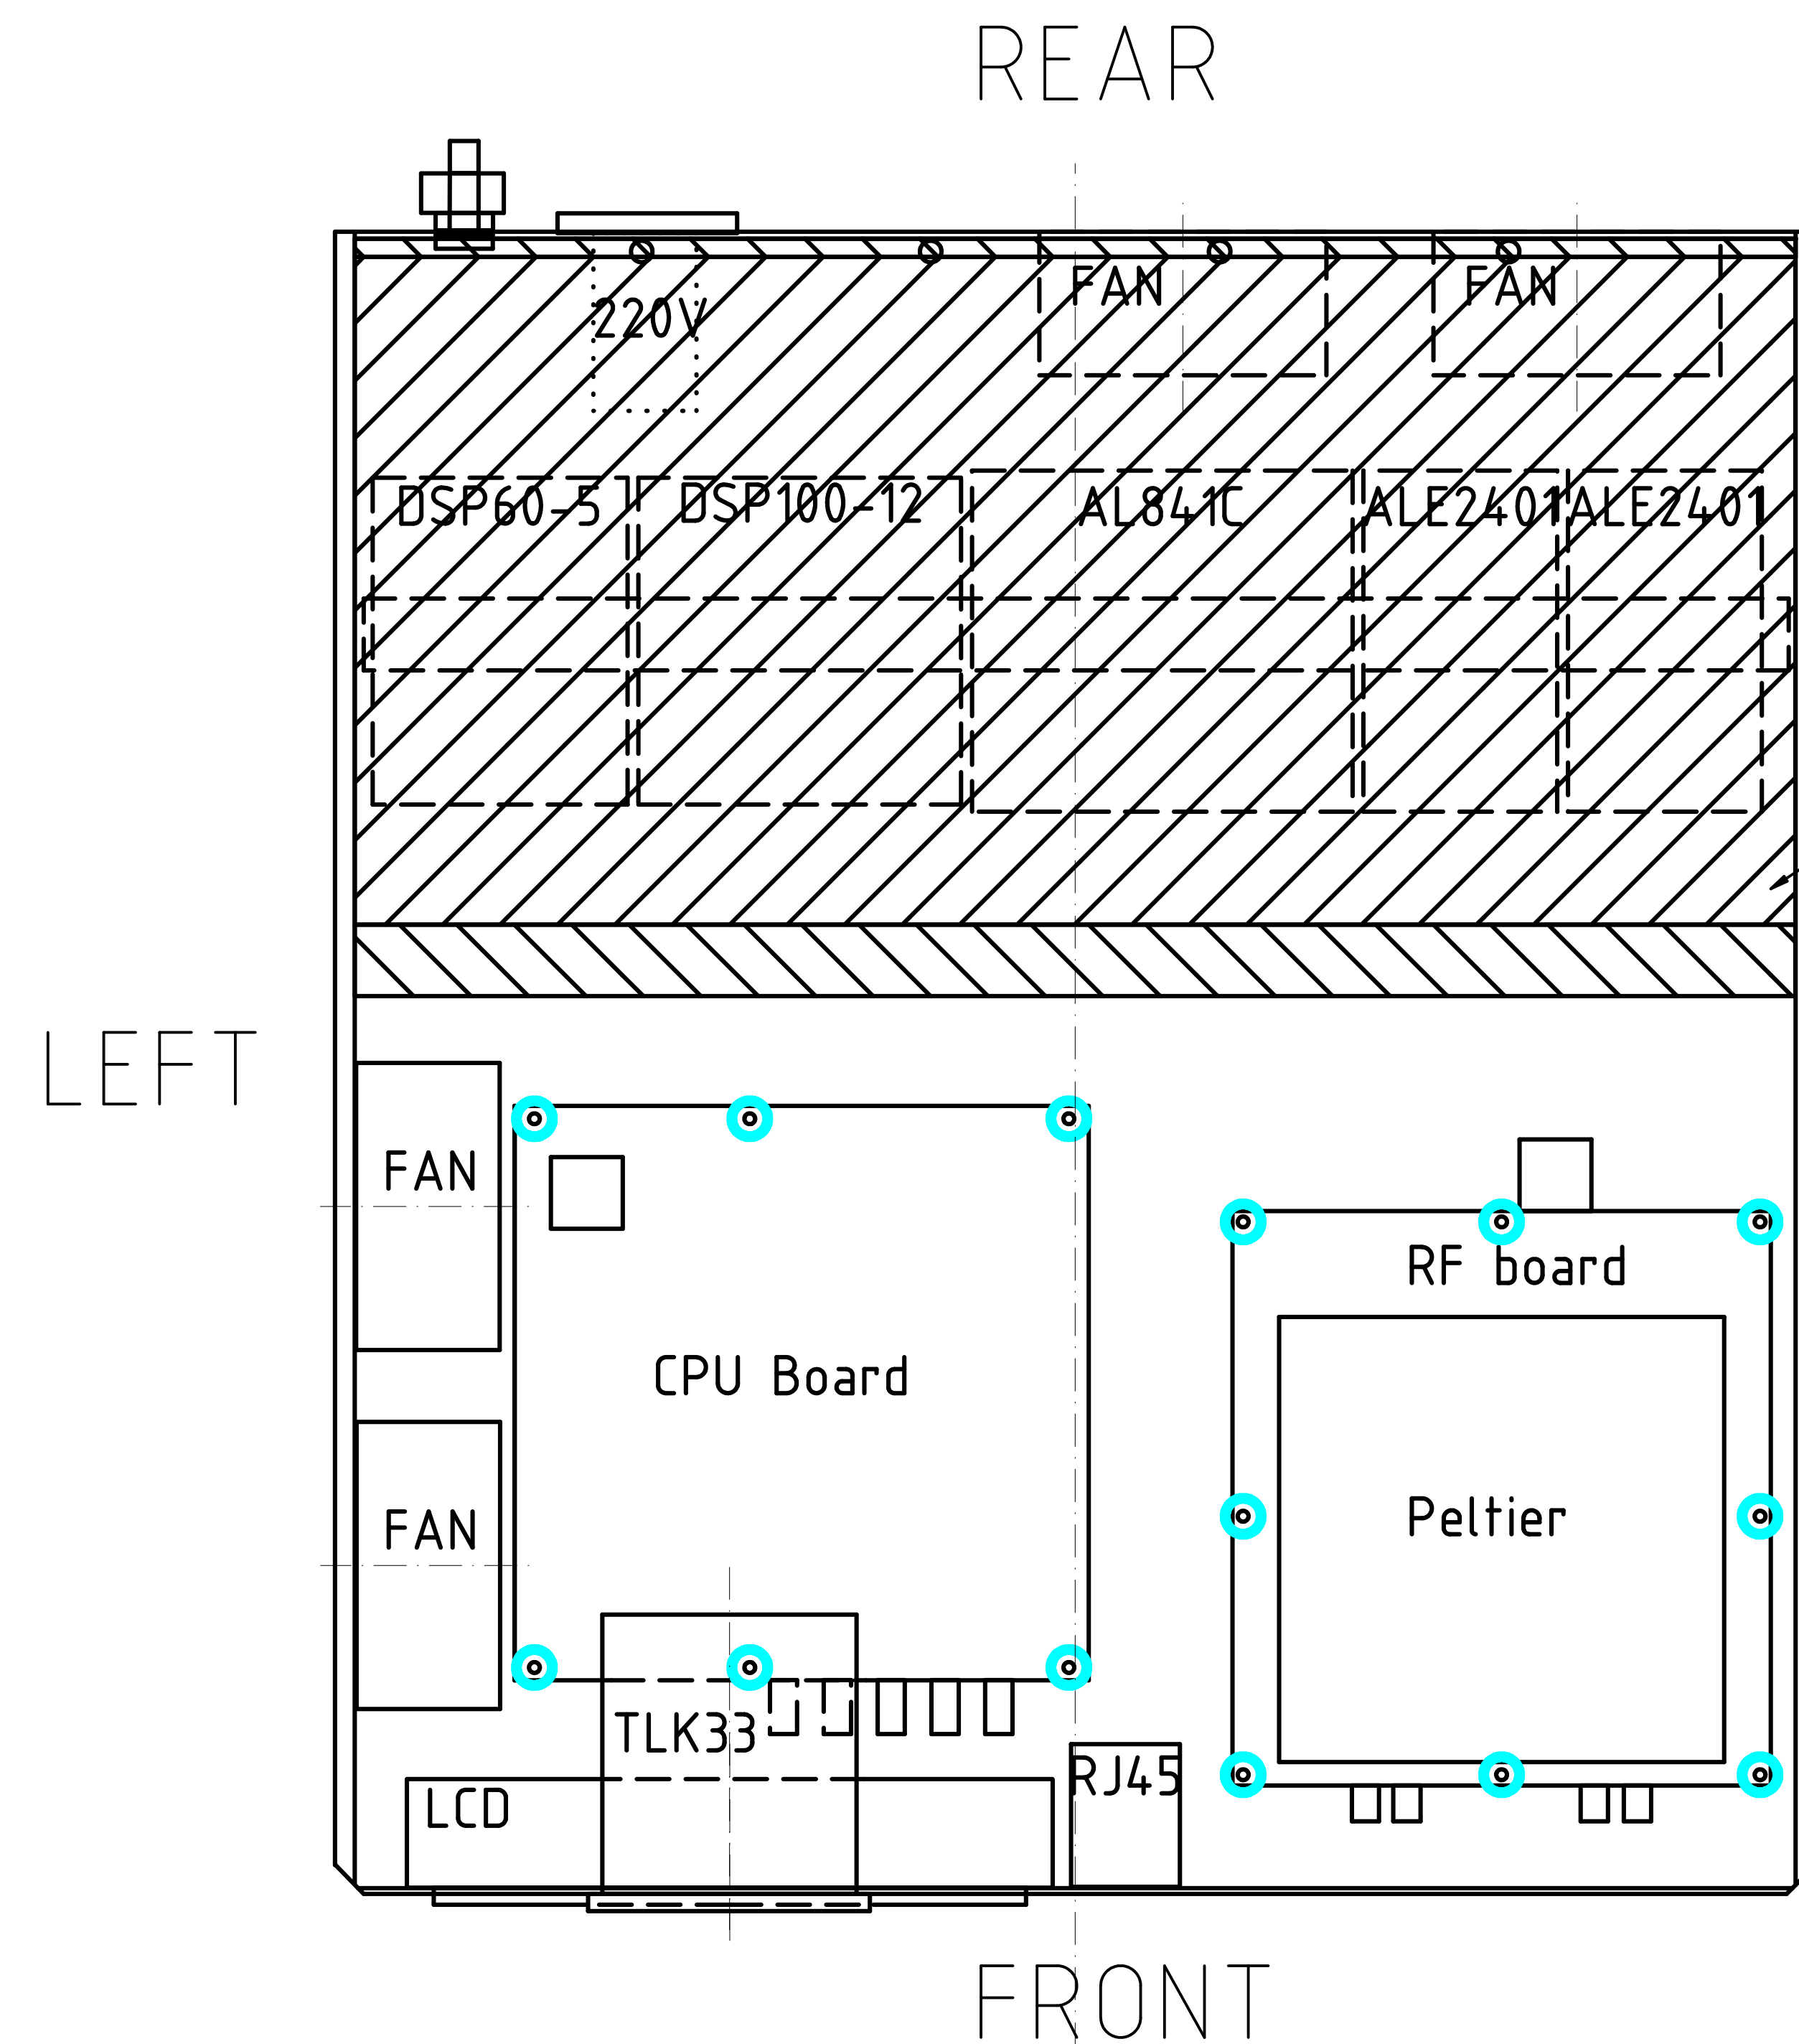 REAR
FAN FAN
220V
DSP60-5 DSP100-12 AL841C ALE2401 ALE2401
LEFT
FAN
RF board
CPU Board
Peltier
FAN
TLK33
RJ45
LCD
FRONT